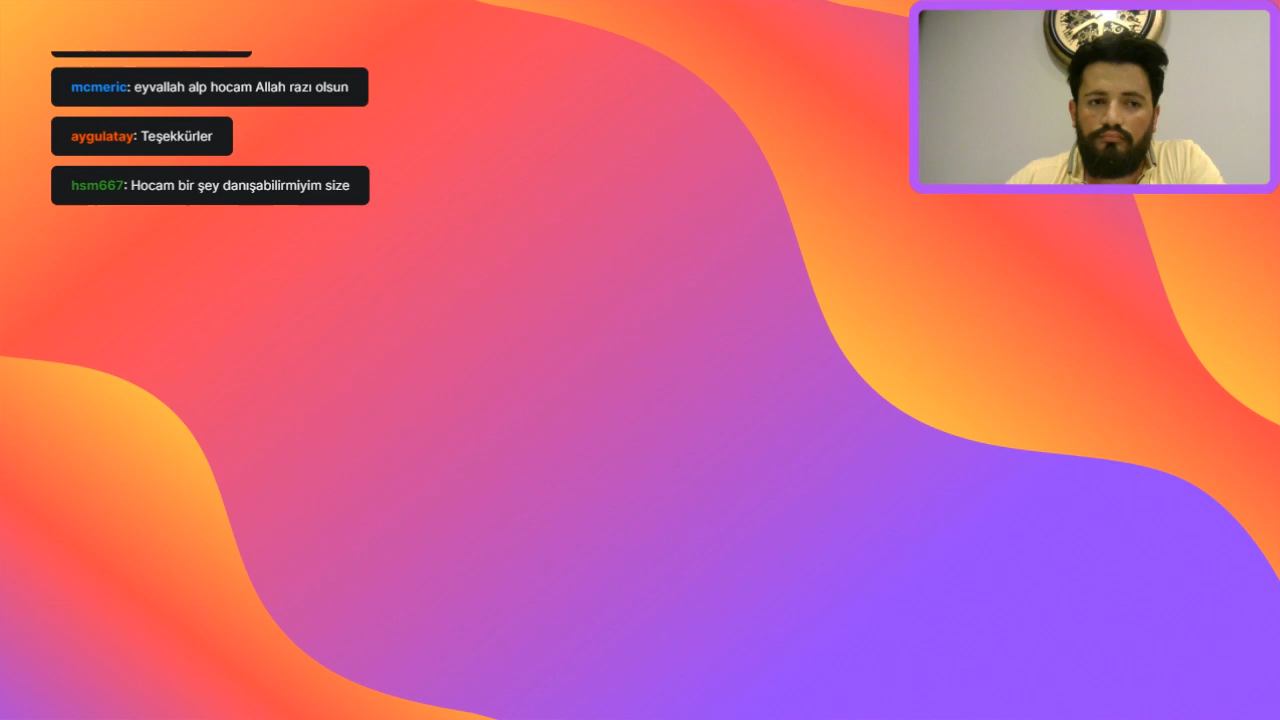 mcmeric: eyvallah alp hocam Allah razı olsun
aygulatay: Teşekkürler
hsm667: Hocam bir şey danışabilirmiyim size